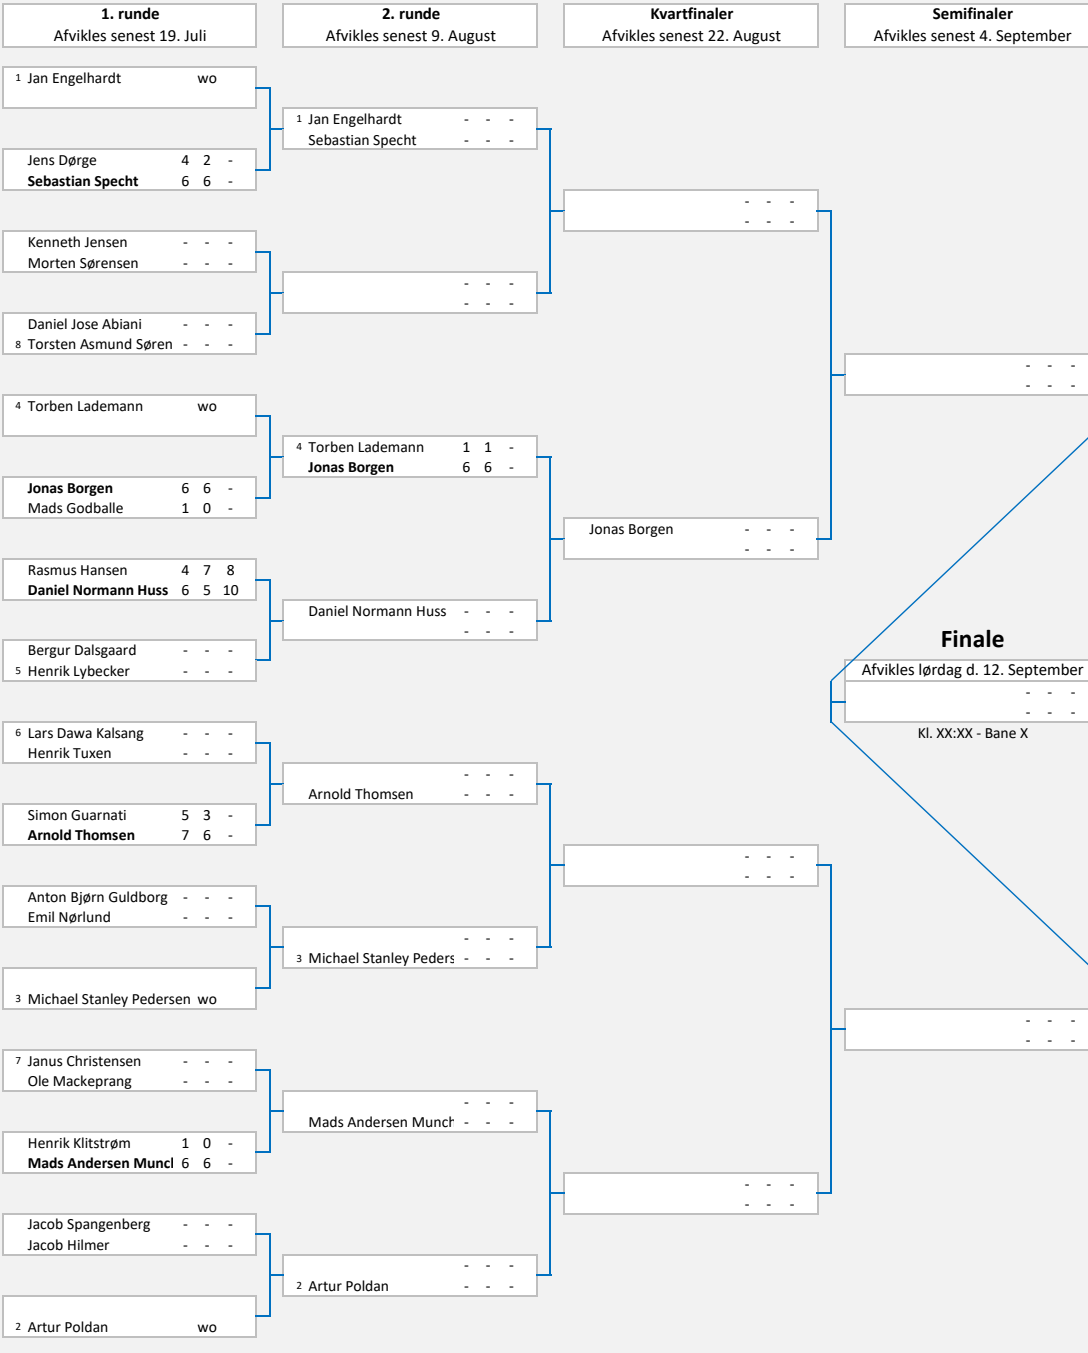 1. runde
Afvikles senest 19. Juli
2. runde
Afvikles senest 9. August
Kvartfinaler
Afvikles senest 22. August
Semifinaler
Afvikles senest 4. September
1 Jan Engelhardt wo
Jens Dørge 4 2 -
Sebastian Specht 6 6 -
Kenneth Jensen - - -
Morten Sørensen - - -
Daniel Jose Abiani - - -
8 Torsten Asmund Søren - - -
4 Torben Lademann wo
Jonas Borgen 6 6 -
Mads Godballe 1 0 -
Rasmus Hansen 4 7 8
Daniel Normann Huss 6 5 10
Bergur Dalsgaard - - -
5 Henrik Lybecker - - -
6 Lars Dawa Kalsang - - -
Henrik Tuxen - - -
Simon Guarnati 5 3 -
Arnold Thomsen 7 6 -
Anton Bjørn Guldborg - - -
Emil Nørlund - - -
3 Michael Stanley Pedersen wo
7 Janus Christensen - - -
Ole Mackeprang - - -
Henrik Klitstrøm 1 0 -
Mads Andersen Muncl 6 6 -
Jacob Spangenberg - - -
Jacob Hilmer - - -
2 Artur Poldan wo
1 Jan Engelhardt - - -
Sebastian Specht - - -
- - -
- - -
4 Torben Lademann 1 1 -
Jonas Borgen 6 6 -
Daniel Normann Huss - - -
- - -
- - -
Arnold Thomsen - - -
- - -
3 Michael Stanley Peders - - -
- - -
Mads Andersen Munch - - -
- - -
2 Artur Poldan - - -
- - -
- - -
Jonas Borgen - - -
- - -
- - -
- - -
- - -
- - -
- - -
- - -
Finale
Afvikles lørdag d. 12. September
- - -
- - -
Kl. XX:XX - Bane X
- - -
- - -